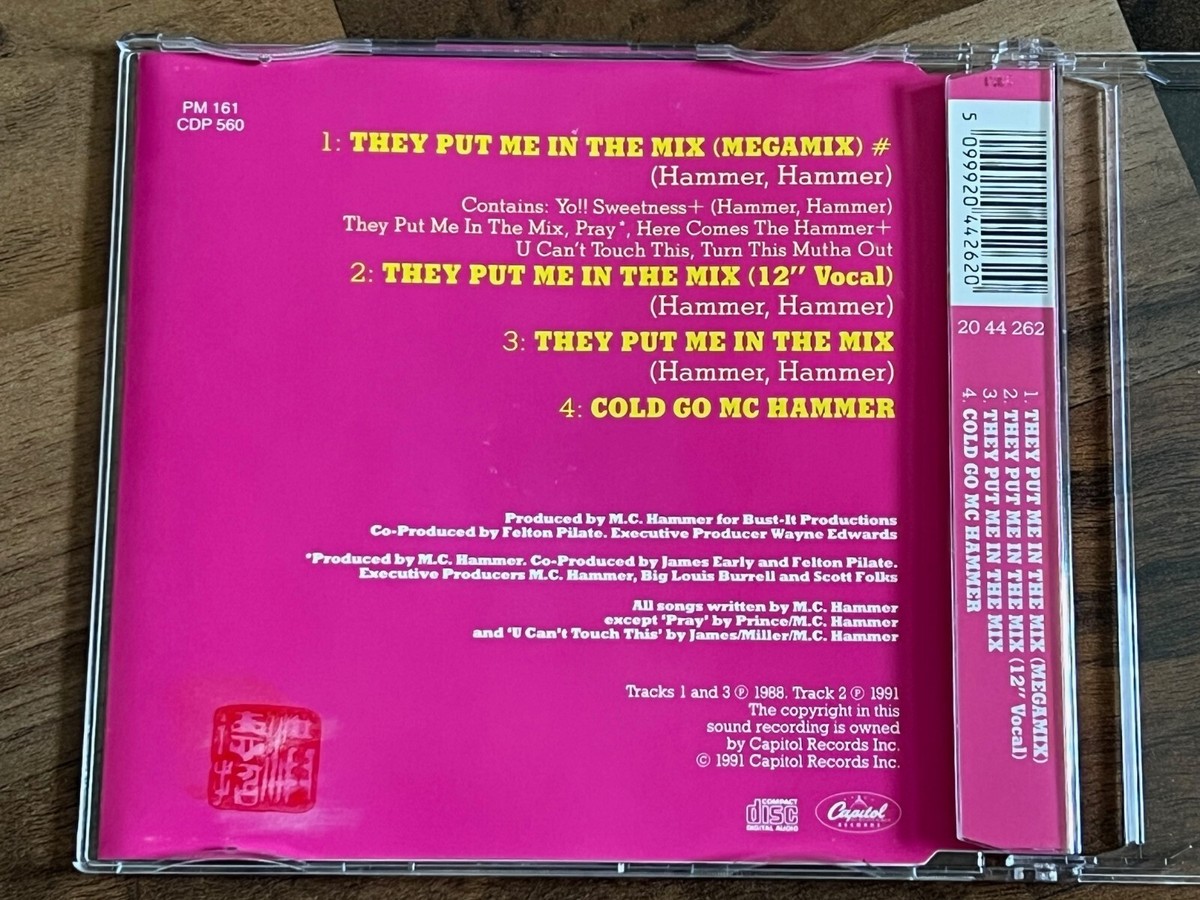 PM 161
CDP 560
1: THEY PUT ME IN THE MIX (MEGAMIX) #
(Hammer, Hammer)
Contains: Yo!! Sweetness+ (Hammer, Hammer)
They Put Me In The Mix, Pray*, Here Comes The Hammer+
U Can't Touch This, Turn This Mutha Out
2: THEY PUT ME IN THE MIX (12" Vocal)
(Hammer, Hammer)
3: THEY PUT ME IN THE MIX
(Hammer, Hammer)
4: COLD GO MC HAMMER
Produced by M.C. Hammer for Bust-It Productions
Co-Produced by Felton Pilate. Executive Producer Wayne Edwards
*Produced by M.C. Hammer. Co-Produced by James Early and Felton Pilate.
Executive Producers M.C. Hammer, Big Louis Burrell and Scott Folks
All songs written by M.C. Hammer
except 'Pray' by Prince/M.C. Hammer
and 'U Can't Touch This' by James/Miller/M.C. Hammer
Tracks 1 and 3 ℗ 1988. Track 2 ℗ 1991
The copyright in this
sound recording is owned
by Capitol Records Inc.
© 1991 Capitol Records Inc.
COMPACT
disc
DIGITAL AUDIO
Capitol
RECORDS
5 099920 442620
20 44 262
1. THEY PUT ME IN THE MIX (MEGAMIX)
2. THEY PUT ME IN THE MIX (12" Vocal)
3. THEY PUT ME IN THE MIX
4. COLD GO MC HAMMER